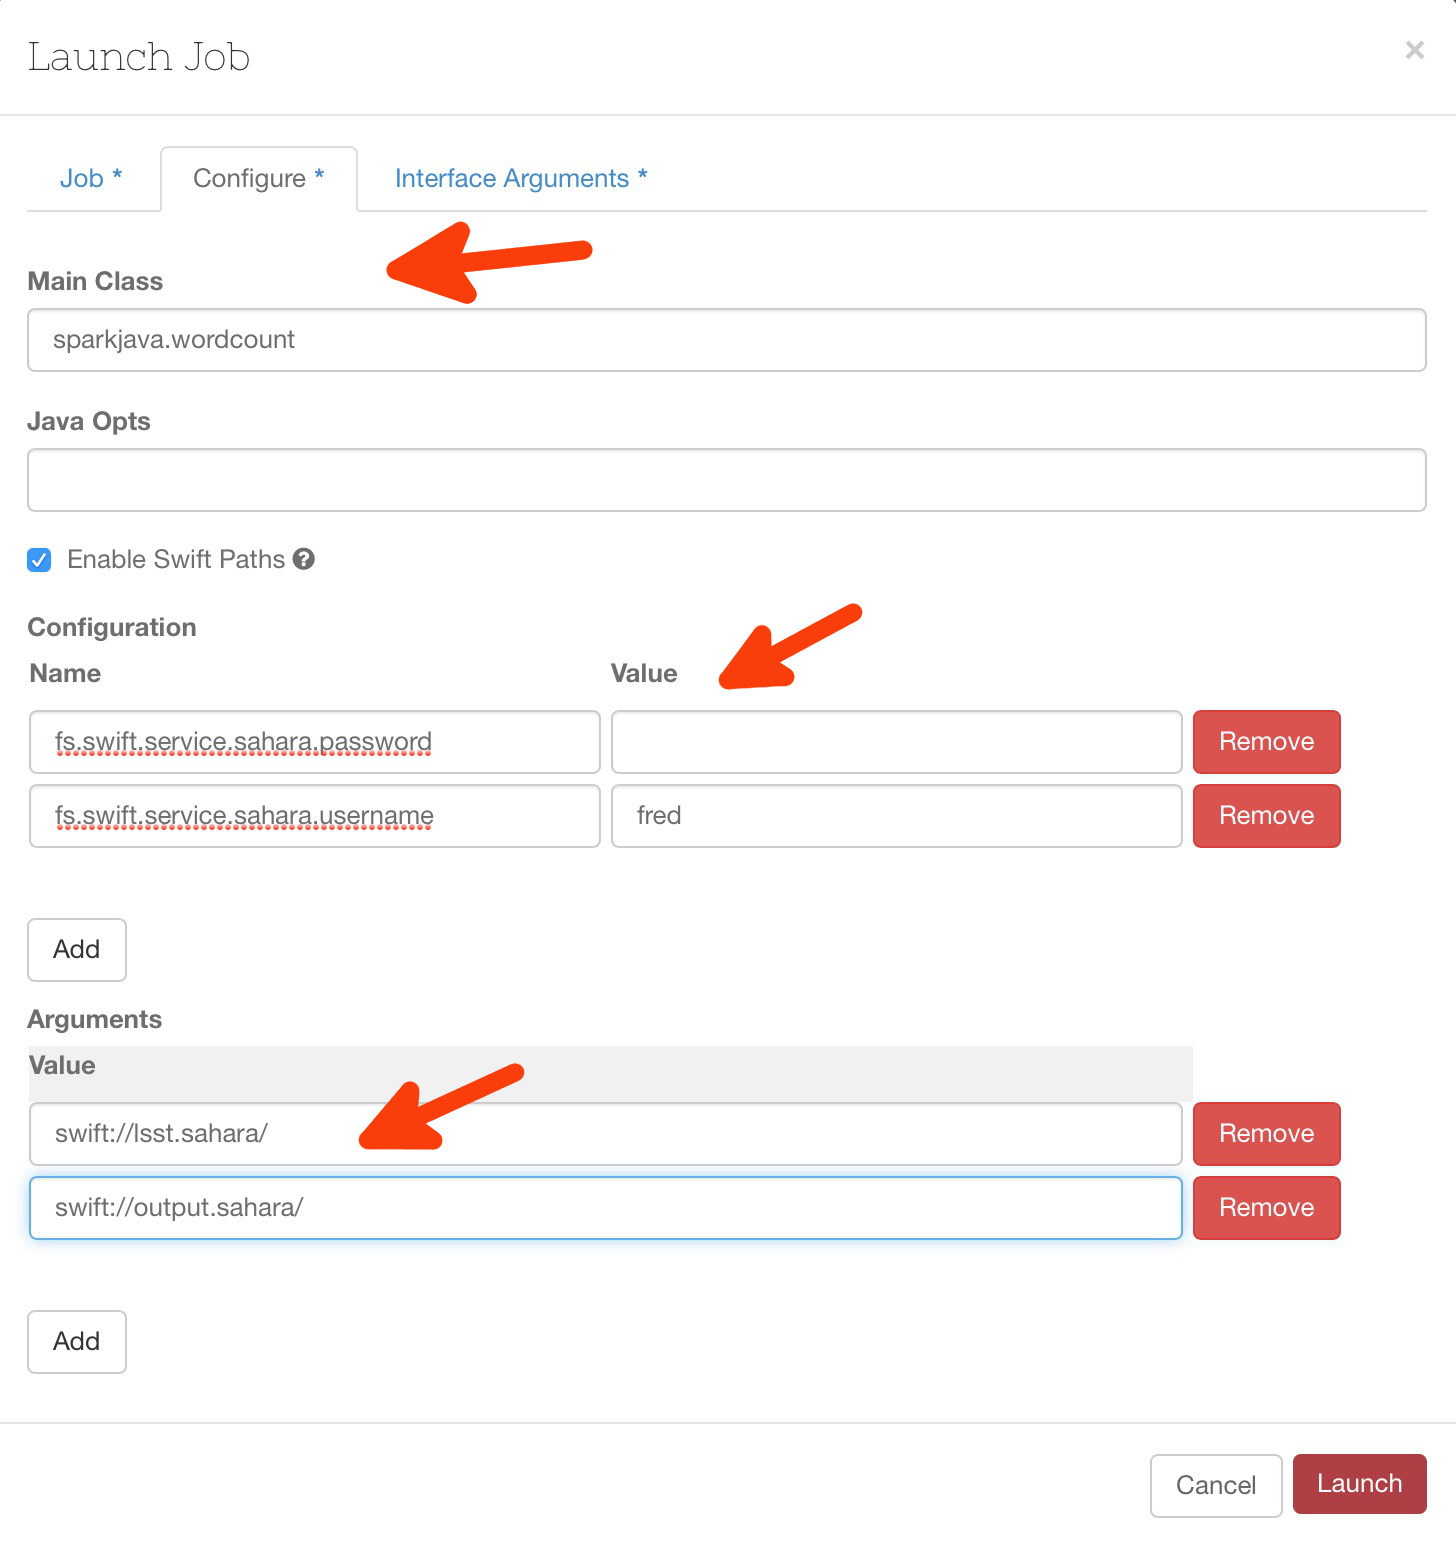 Launch Job ×
Job * Configure * Interface Arguments *
Main Class
sparkjava.wordcount
Java Opts
Enable Swift Paths ?
Configuration
Name Value
fs.swift.service.sahara.password Remove
fs.swift.service.sahara.username fred Remove
Add
Arguments
Value
swift://lsst.sahara/ Remove
swift://output.sahara/ Remove
Add
Cancel Launch